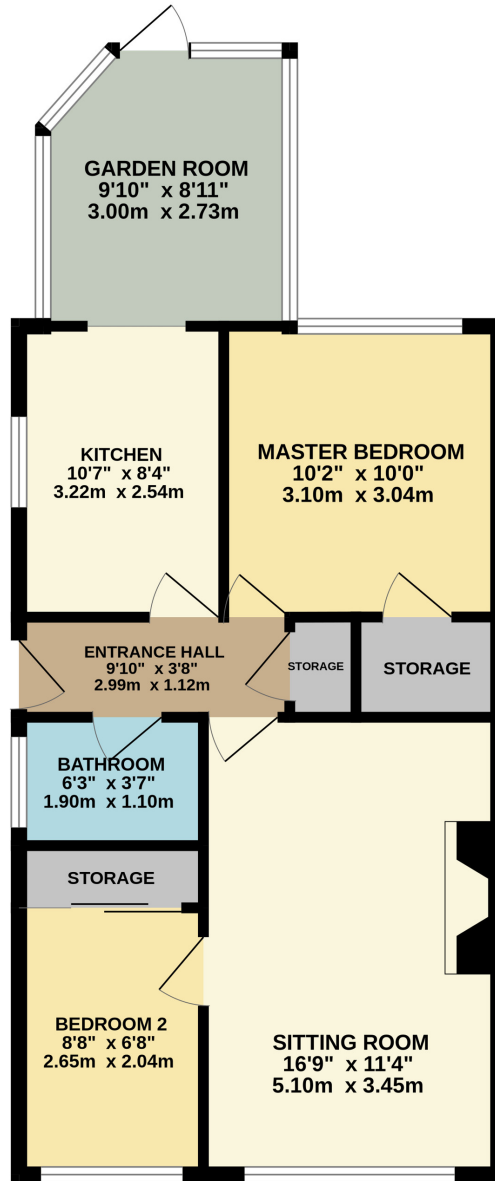 GARDEN ROOM
9'10" x 8'11"
3.00m x 2.73m
KITCHEN
10'7" x 8'4"
3.22m x 2.54m
MASTER BEDROOM
10'2" x 10'0"
3.10m x 3.04m
ENTRANCE HALL
9'10" x 3'8"
2.99m x 1.12m
STORAGE
STORAGE
BATHROOM
6'3" x 3'7"
1.90m x 1.10m
STORAGE
BEDROOM 2
8'8" x 6'8"
2.65m x 2.04m
SITTING ROOM
16'9" x 11'4"
5.10m x 3.45m